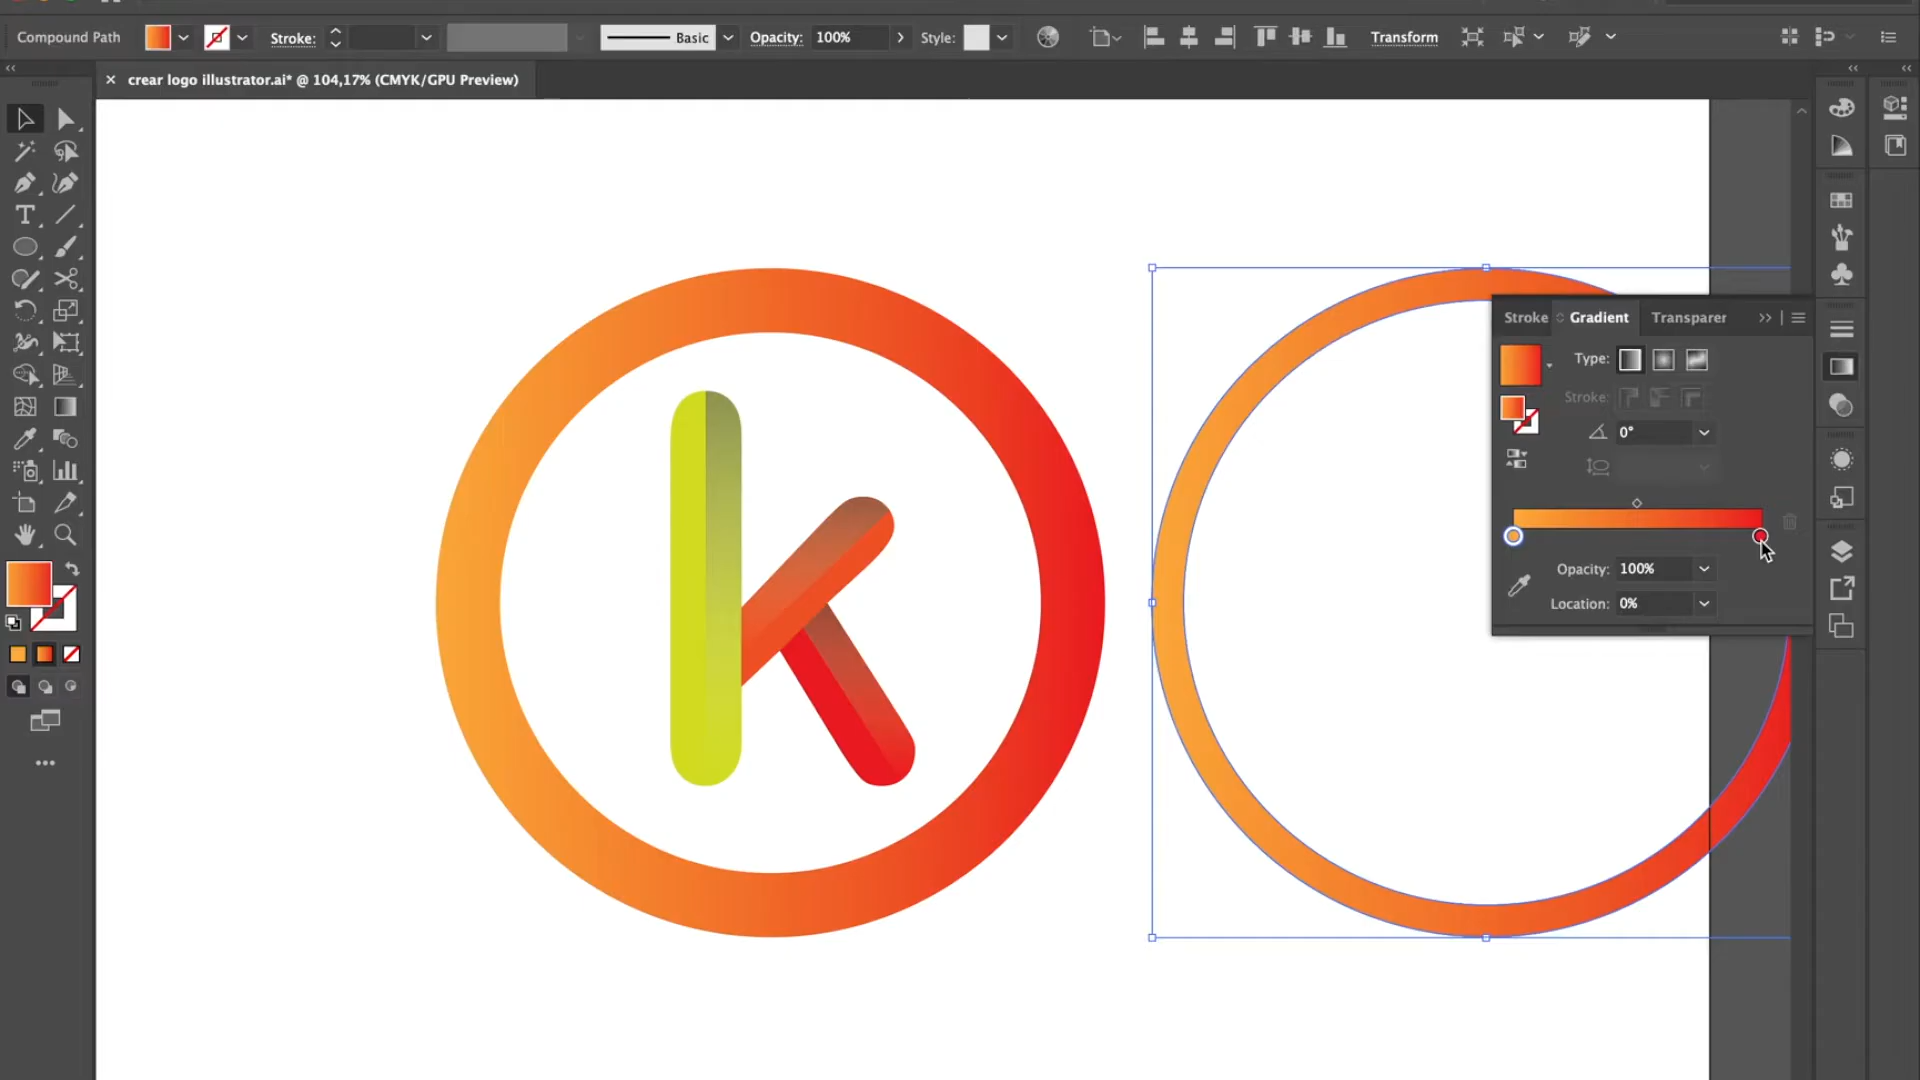 Compound Path Stroke: Basic Opacity: 100% Style: Transform
crear logo illustrator.ai* @ 104,17% (CMYK/GPU Preview)
Stroke Gradient Transparer
Type:
Stroke:
0°
Opacity: 100%
Location: 0%
k